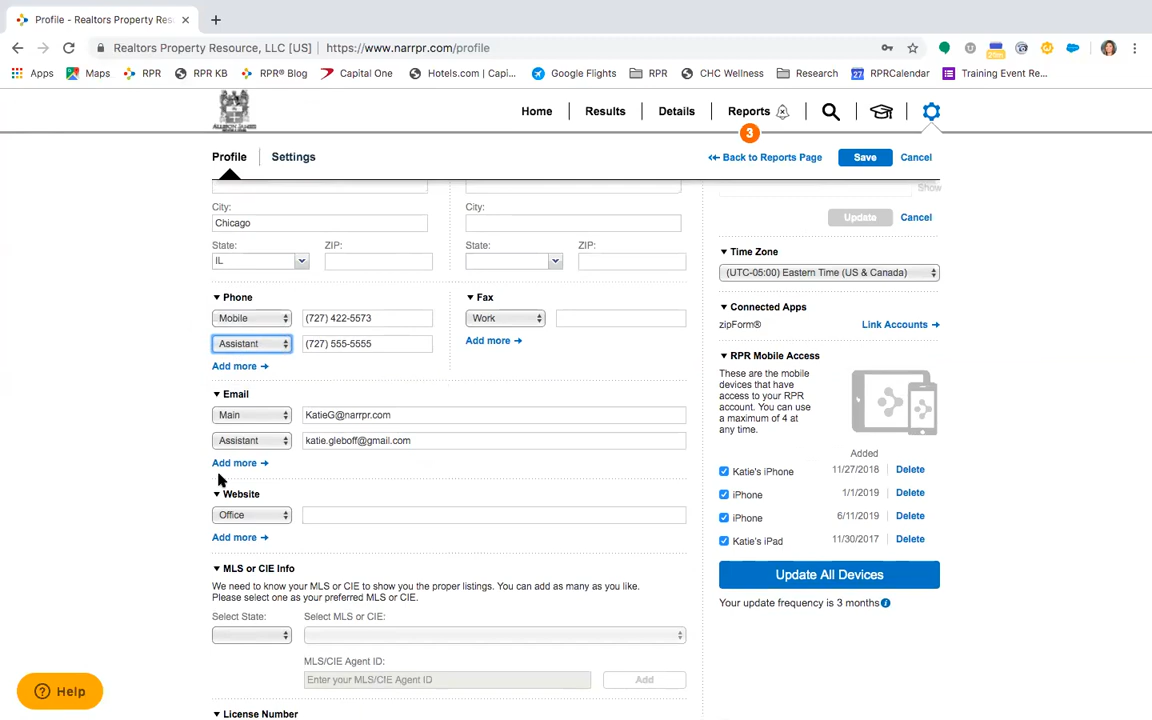 Profile - Realtors Property Res
Realtors Property Resource, LLC [US] | https://www.narrpr.com/profile
Apps Maps RPR RPR KB RPR® Blog Capital One Hotels.com | Capi... Google Flights RPR CHC Wellness Research RPRCalendar Training Event Re...
ALLISON JAMES
Home Results Details Reports
3
Profile Settings Back to Reports Page Save Cancel
Show
City: City: Update Cancel
Chicago
State: ZIP: State: ZIP: Time Zone
IL (UTC-05:00) Eastern Time (US & Canada)
Phone Fax Connected Apps
Mobile (727) 422-5573 Work zipForm® Link Accounts
Assistant (727) 555-5555 Add more
Add more RPR Mobile Access
These are the mobile
devices that have
access to your RPR
account. You can use
a maximum of 4 at
any time.
Email
Main KatieG@narrpr.com
Assistant katie.gleboff@gmail.com
Add more
Added
Katie's iPhone 11/27/2018 Delete
iPhone 1/1/2019 Delete
iPhone 6/11/2019 Delete
Katie's iPad 11/30/2017 Delete
Website
Office
Add more
Update All Devices
Your update frequency is 3 months
MLS or CIE Info
We need to know your MLS or CIE to show you the proper listings. You can add as many as you like.
Please select one as your preferred MLS or CIE.
Select State: Select MLS or CIE:
MLS/CIE Agent ID:
Enter your MLS/CIE Agent ID Add
Help
License Number